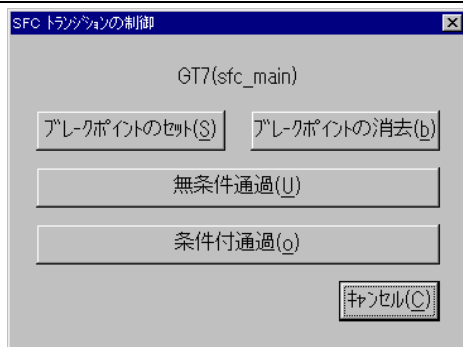 SFC ﾄﾗﾝｼﾞｼｮﾝの制御
GT7(sfc_main)
ﾌﾞﾚｰｸﾎﾟｲﾝﾄのｾｯﾄ(S) ﾌﾞﾚｰｸﾎﾟｲﾝﾄの消去(b)
無条件通過(U)
条件付通過(o)
ｷｬﾝｾﾙ(C)